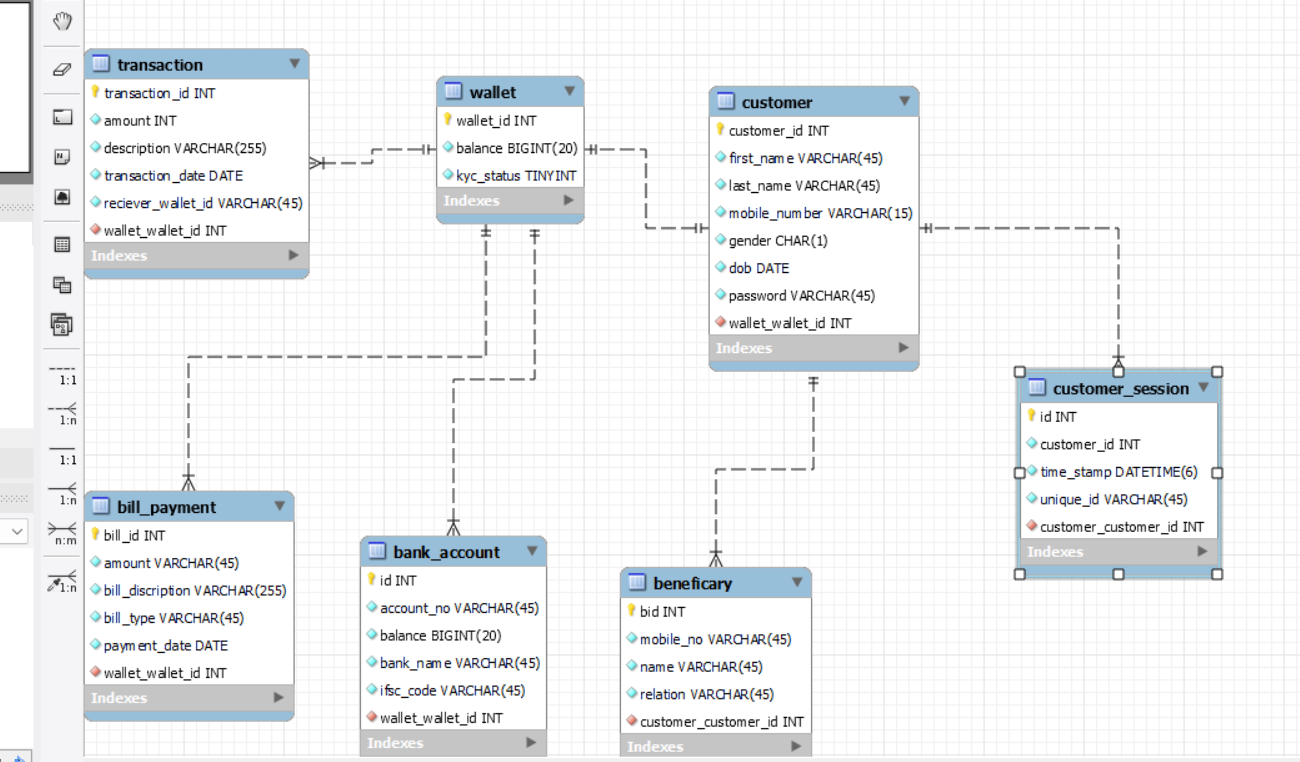 transaction
transaction_id INT
amount INT
description VARCHAR(255)
transaction_date DATE
reciever_wallet_id VARCHAR(45)
wallet_wallet_id INT
Indexes
wallet
wallet_id INT
balance BIGINT(20)
kyc_status TINYINT
Indexes
customer
customer_id INT
first_name VARCHAR(45)
last_name VARCHAR(45)
mobile_number VARCHAR(15)
gender CHAR(1)
dob DATE
password VARCHAR(45)
wallet_wallet_id INT
Indexes
customer_session
id INT
customer_id INT
time_stamp DATETIME(6)
unique_id VARCHAR(45)
customer_customer_id INT
Indexes
1:1
1:n
1:1
1:n
n:m
1:n
bill_payment
bill_id INT
amount VARCHAR(45)
bill_discription VARCHAR(255)
bill_type VARCHAR(45)
payment_date DATE
wallet_wallet_id INT
Indexes
bank_account
id INT
account_no VARCHAR(45)
balance BIGINT(20)
bank_name VARCHAR(45)
ifsc_code VARCHAR(45)
wallet_wallet_id INT
Indexes
beneficary
bid INT
mobile_no VARCHAR(45)
name VARCHAR(45)
relation VARCHAR(45)
customer_customer_id INT
Indexes